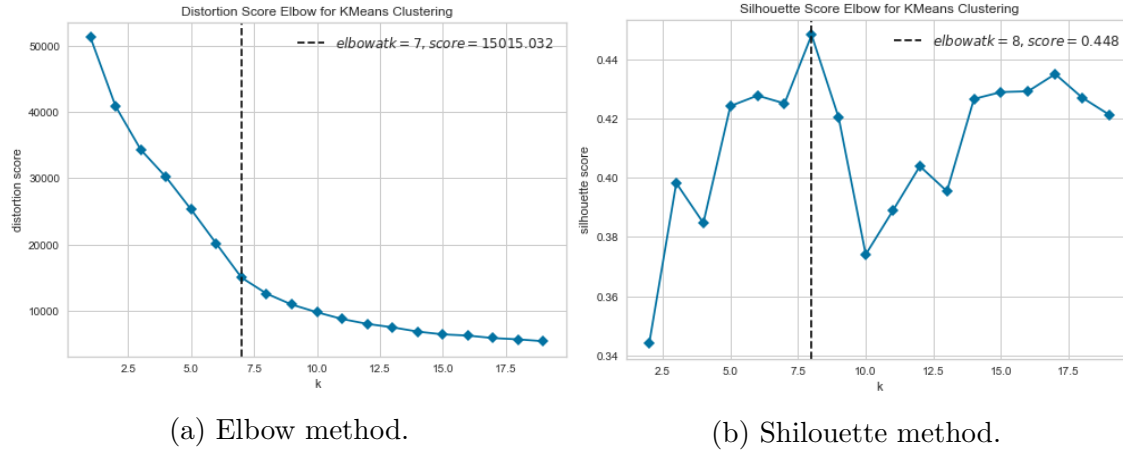 Distortion Score Elbow for KMeans Clustering
elbowatk = 7, score = 15015.032
50000
40000
30000
20000
10000
distortion score
2.5 5.0 7.5 10.0 12.5 15.0 17.5
k
(a) Elbow method.
Silhouette Score Elbow for KMeans Clustering
elbowatk = 8, score = 0.448
0.44
0.42
0.40
0.38
0.36
0.34
silhouette score
2.5 5.0 7.5 10.0 12.5 15.0 17.5
k
(b) Shilouette method.